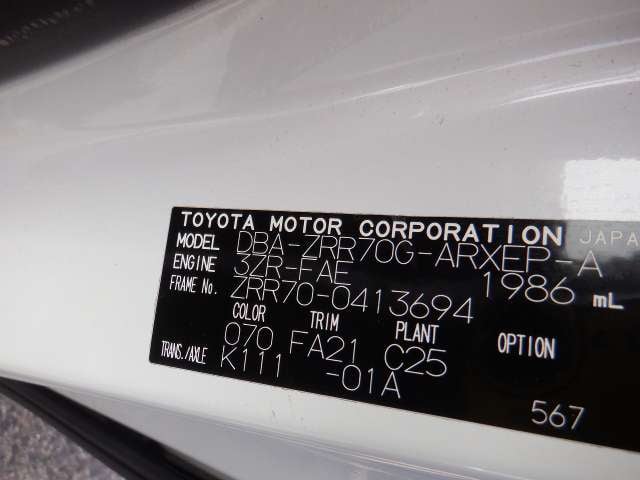 TOYOTA MOTOR CORPORATION JAPA
MODEL DBA-ZRR70G-ARXEP-A
ENGINE 3ZR-FAE 1986 mL
FRAME No. ZRR70-0413694
COLOR TRIM PLANT OPTION
070 FA21 C25
TRANS./AXLE K111 -01A
567